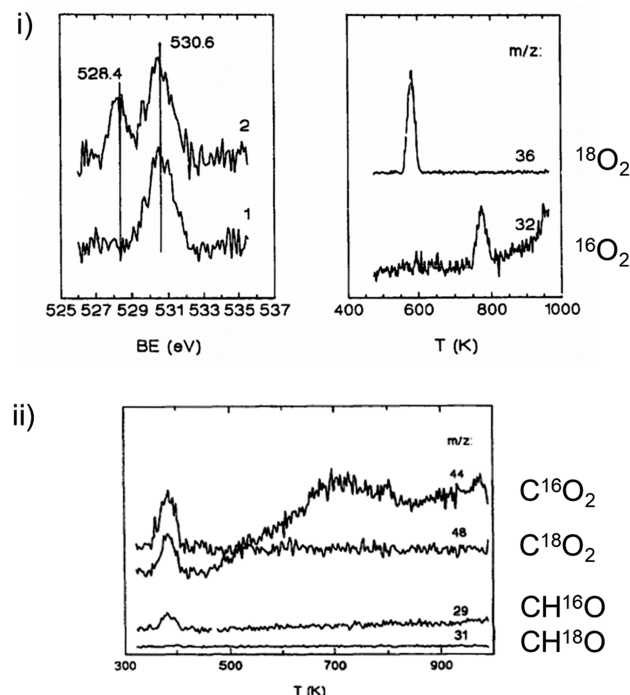 i)
530.6
528.4
2
1
525 527 529 531 533 535 537
BE (eV)
m/z:
36
¹⁸O₂
32
¹⁶O₂
400 600 800 1000
T (K)
ii)
m/z:
44
C¹⁶O₂
48
C¹⁸O₂
29
CH¹⁶O
31
CH¹⁸O
300 500 700 900
T (K)